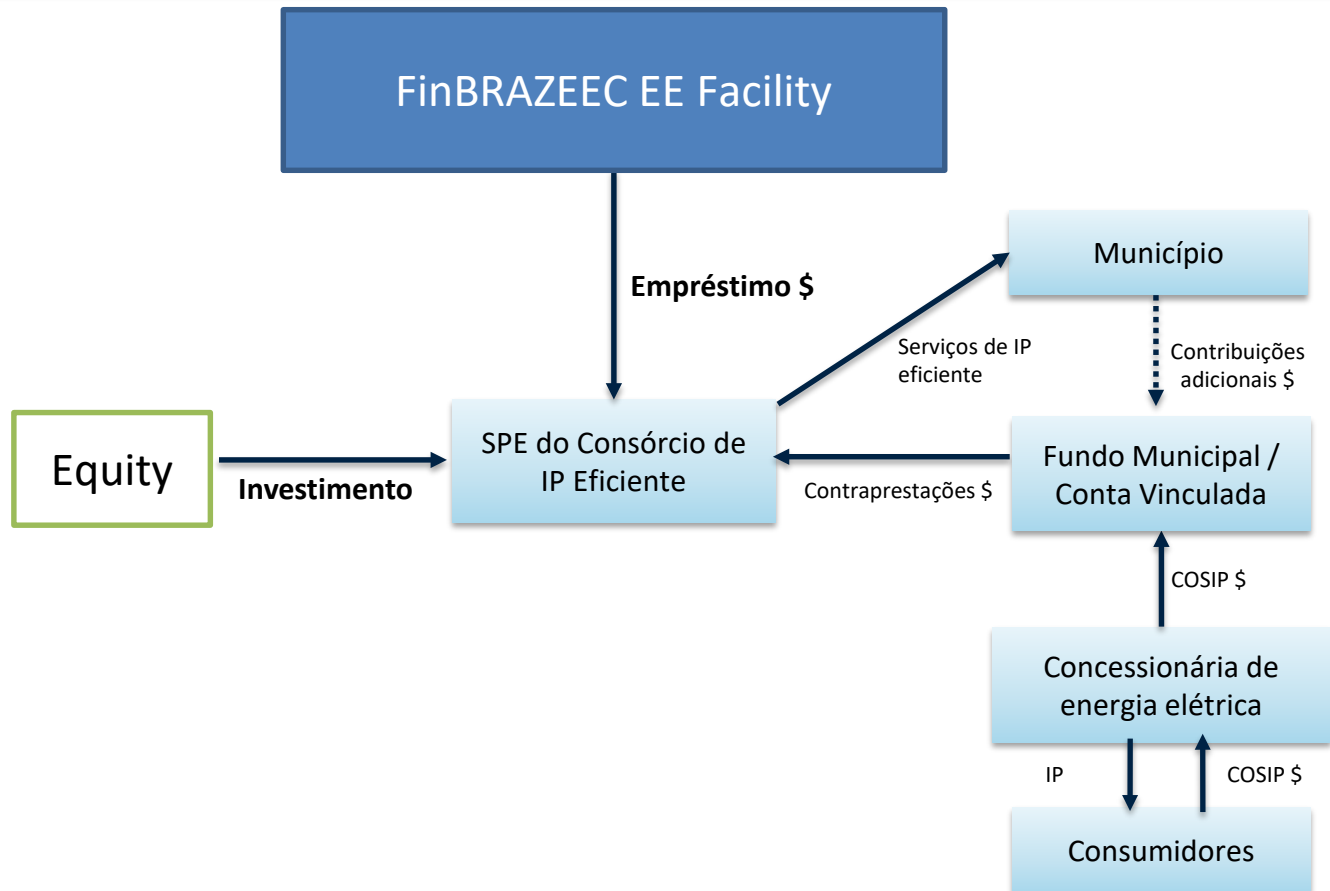 FinBRAZEEC EE Facility
Município
Empréstimo $
Serviços de IP
eficiente
Contribuições
adicionais $
Equity
Investimento
SPE do Consórcio de
IP Eficiente
Contraprestações $
Fundo Municipal /
Conta Vinculada
COSIP $
Concessionária de
energia elétrica
IP
COSIP $
Consumidores